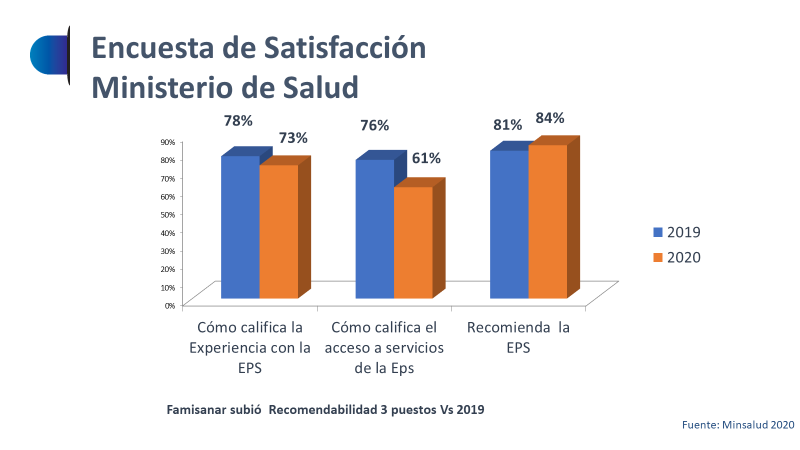 Encuesta de Satisfacción
Ministerio de Salud
78%
73%
76%
61%
81%
84%
90%
80%
70%
60%
50%
40%
30%
20%
10%
0%
Cómo califica la
Experiencia con la
EPS
Cómo califica el
acceso a servicios
de la Eps
Recomienda la
EPS
2019
2020
Famisanar subió Recomendabilidad 3 puestos Vs 2019
Fuente: Minsalud 2020